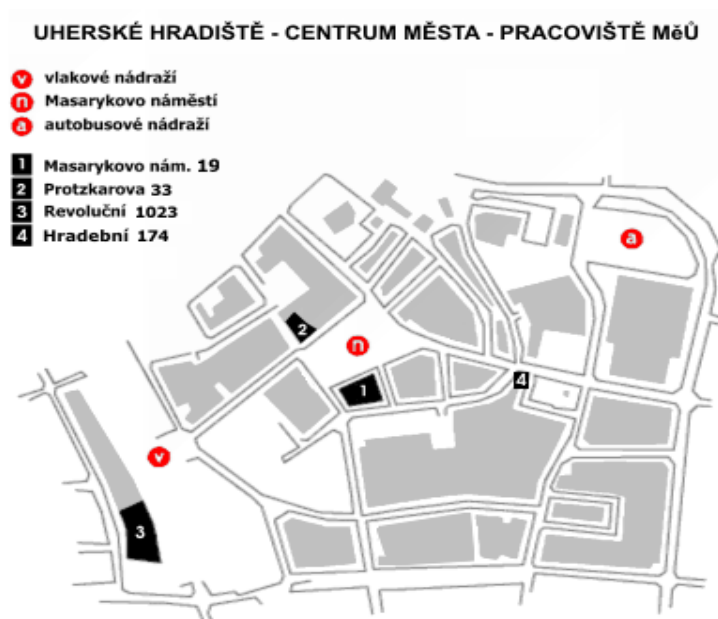 UHERSKÉ HRADIŠTĚ - CENTRUM MĚSTA - PRACOVIŠTĚ MěÚ
v vlakové nádraží
n Masarykovo náměstí
a autobusové nádraží
1 Masarykovo nám. 19
2 Protzkarova 33
3 Revoluční 1023
4 Hradební 174
a
2
n
4
1
v
3